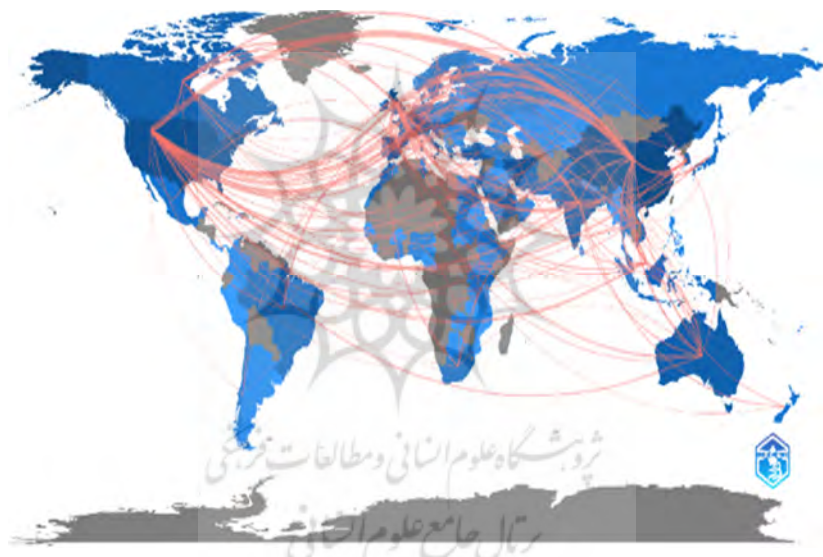 پژوهشگاه علوم انسانی و مطالعات فرهنگی
پرتال جامع علوم انسانی